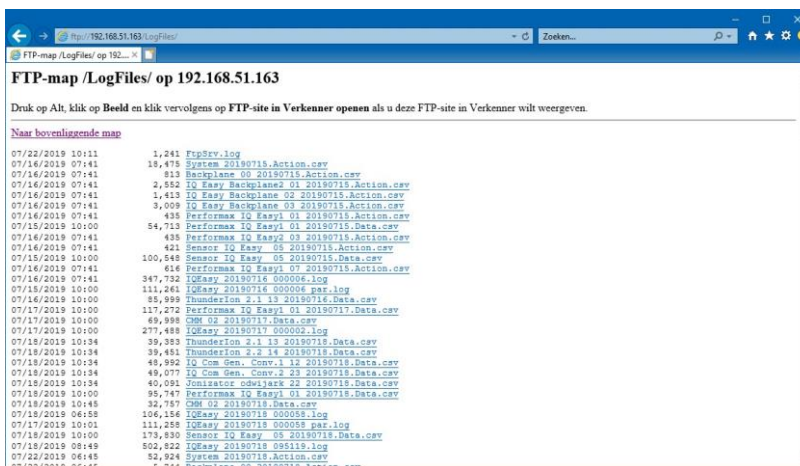 ftp://192.168.51.163/LogFiles/
Zoeken...
FTP-map /LogFiles/ op 192....
FTP-map /LogFiles/ op 192.168.51.163
Druk op Alt, klik op Beeld en klik vervolgens op FTP-site in Verkenner openen als u deze FTP-site in Verkenner wilt weergeven.
Naar bovenliggende map
07/22/2019 10:11 1,241 FtpSrv.log
07/16/2019 07:41 18,475 System 20190715.Action.csv
07/16/2019 07:41 813 Backplane 00 20190715.Action.csv
07/16/2019 07:41 2,552 IQ Easy Backplane2 01 20190715.Action.csv
07/16/2019 07:41 1,413 IQ Easy Backplane 02 20190715.Action.csv
07/16/2019 07:41 3,009 IQ Easy Backplane 03 20190715.Action.csv
07/16/2019 07:41 435 Performax IQ Easy1 01 20190715.Action.csv
07/15/2019 10:00 54,713 Performax IQ Easy1 01 20190715.Data.csv
07/16/2019 07:41 435 Performax IQ Easy2 03 20190715.Action.csv
07/16/2019 07:41 421 Sensor IQ Easy 05 20190715.Action.csv
07/15/2019 10:00 100,548 Sensor IQ Easy 05 20190715.Data.csv
07/16/2019 07:41 616 Performax IQ Easy1 07 20190715.Action.csv
07/16/2019 07:41 347,732 IQEasy 20190716 000006.log
07/15/2019 10:00 111,261 IQEasy 20190716 000006 par.log
07/16/2019 10:00 85,999 ThunderIon 2.1 13 20190716.Data.csv
07/17/2019 10:00 117,272 Performax IQ Easy1 01 20190717.Data.csv
07/17/2019 10:00 69,998 CMM 02 20190717.Data.csv
07/17/2019 10:00 277,488 IQEasy 20190717 000002.log
07/18/2019 10:34 39,383 ThunderIon 2.1 13 20190718.Data.csv
07/18/2019 10:34 39,451 ThunderIon 2.2 14 20190718.Data.csv
07/18/2019 10:34 48,992 IQ Com Gen. Conv.1 12 20190718.Data.csv
07/18/2019 10:34 49,077 IQ Com Gen. Conv.2 23 20190718.Data.csv
07/18/2019 10:34 40,091 Jonizator odwijark 22 20190718.Data.csv
07/18/2019 10:00 95,747 Performax IQ Easy1 01 20190718.Data.csv
07/18/2019 10:45 32,757 CMM 02 20190718.Data.csv
07/18/2019 06:58 106,156 IQEasy 20190718 000058.log
07/17/2019 10:01 111,258 IQEasy 20190718 000058 par.log
07/18/2019 10:00 173,830 Sensor IQ Easy 05 20190718.Data.csv
07/18/2019 08:49 502,822 IQEasy 20190718 095119.log
07/22/2019 06:45 52,924 System 20190718.Action.csv